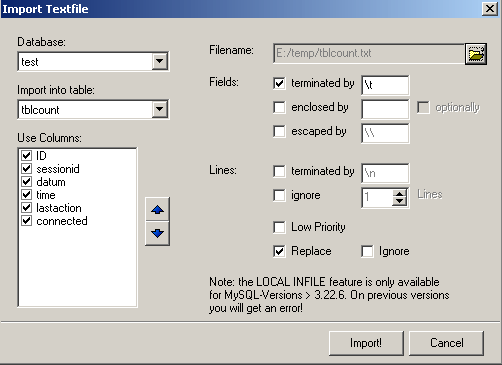 Import Textfile
Database:
test
Import into table:
tblcount
Use Columns:
ID
sessionid
datum
time
lastaction
connected
Filename:
E:/temp/tblcount.txt
Fields:
terminated by
\t
enclosed by
optionally
escaped by
\\
Lines:
terminated by
\n
ignore
1
Lines
Low Priority
Replace
Ignore
Note: the LOCAL INFILE feature is only available
for MySQL-Versions > 3.22.6. On previous versions
you will get an error!
Import!
Cancel